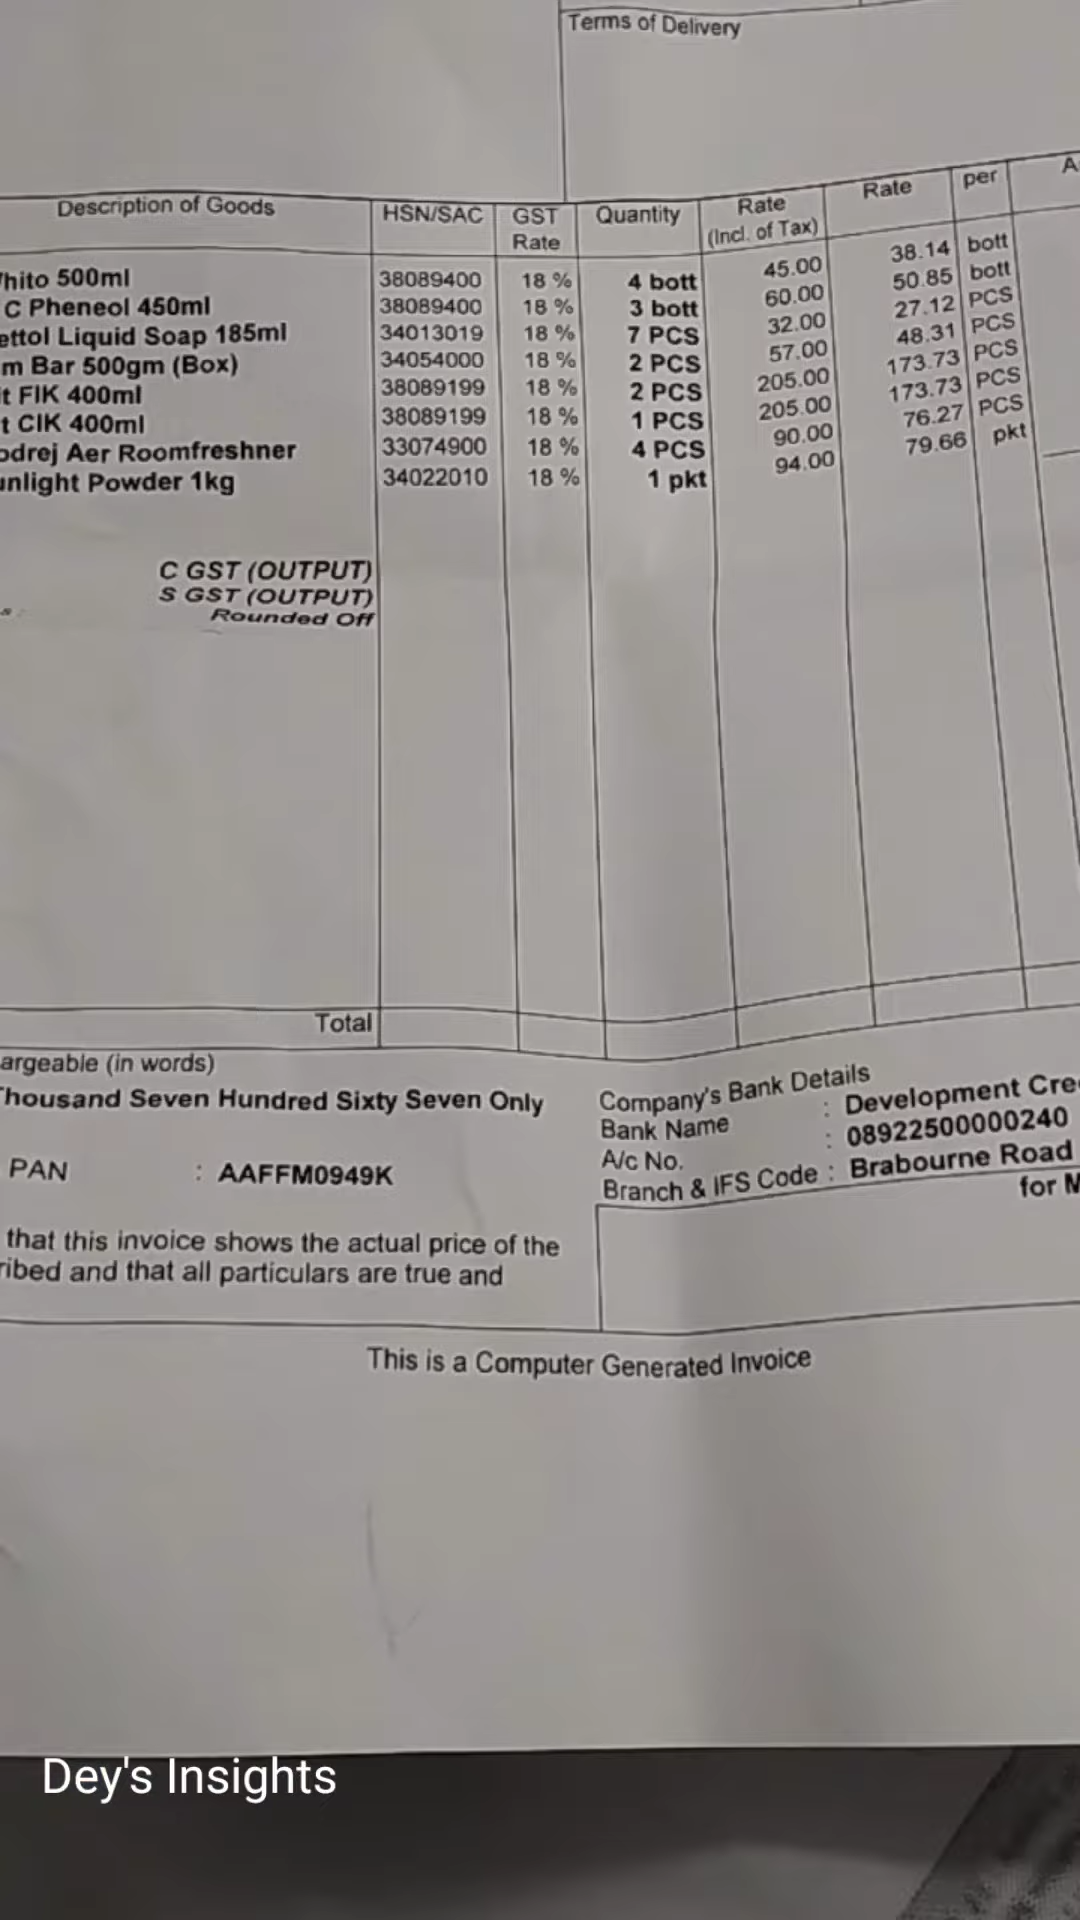 Terms of Delivery
Description of Goods HSN/SAC GST Rate Quantity Rate (Incl. of Tax) Rate per A
hito 500ml 38089400 18 % 4 bott 45.00 38.14 bott
C Pheneol 450ml 38089400 18 % 3 bott 60.00 50.85 bott
ettol Liquid Soap 185ml 34013019 18 % 7 PCS 32.00 27.12 PCS
m Bar 500gm (Box) 34054000 18 % 2 PCS 57.00 48.31 PCS
t FIK 400ml 38089199 18 % 2 PCS 205.00 173.73 PCS
t CIK 400ml 38089199 18 % 1 PCS 205.00 173.73 PCS
odrej Aer Roomfreshner 33074900 18 % 4 PCS 90.00 76.27 PCS
unlight Powder 1kg 34022010 18 % 1 pkt 94.00 79.66 pkt
C GST (OUTPUT)
S GST (OUTPUT)
Rounded Off
Total
argeable (in words)
Thousand Seven Hundred Sixty Seven Only
Company's Bank Details
Bank Name : Development Cre
A/c No. : 08922500000240
Branch & IFS Code : Brabourne Road
PAN : AAFFM0949K
for M
that this invoice shows the actual price of the
ribed and that all particulars are true and
This is a Computer Generated Invoice
Dey's Insights